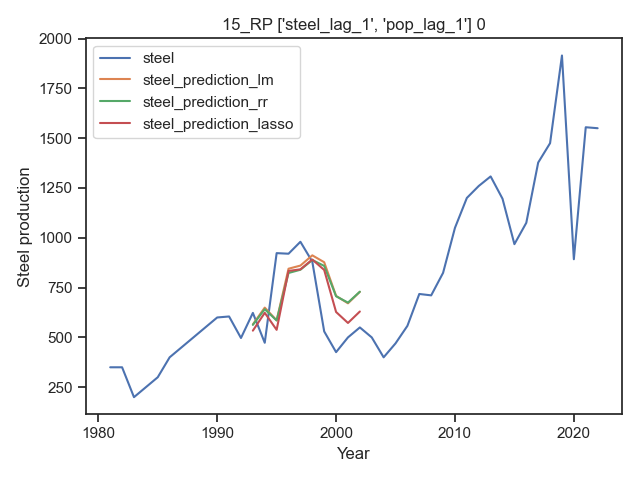 15_RP ['steel_lag_1', 'pop_lag_1'] 0
2000
1750
1500
1250
1000
750
500
250
Steel production
steel
steel_prediction_lm
steel_prediction_rr
steel_prediction_lasso
1980 1990 2000 2010 2020
Year